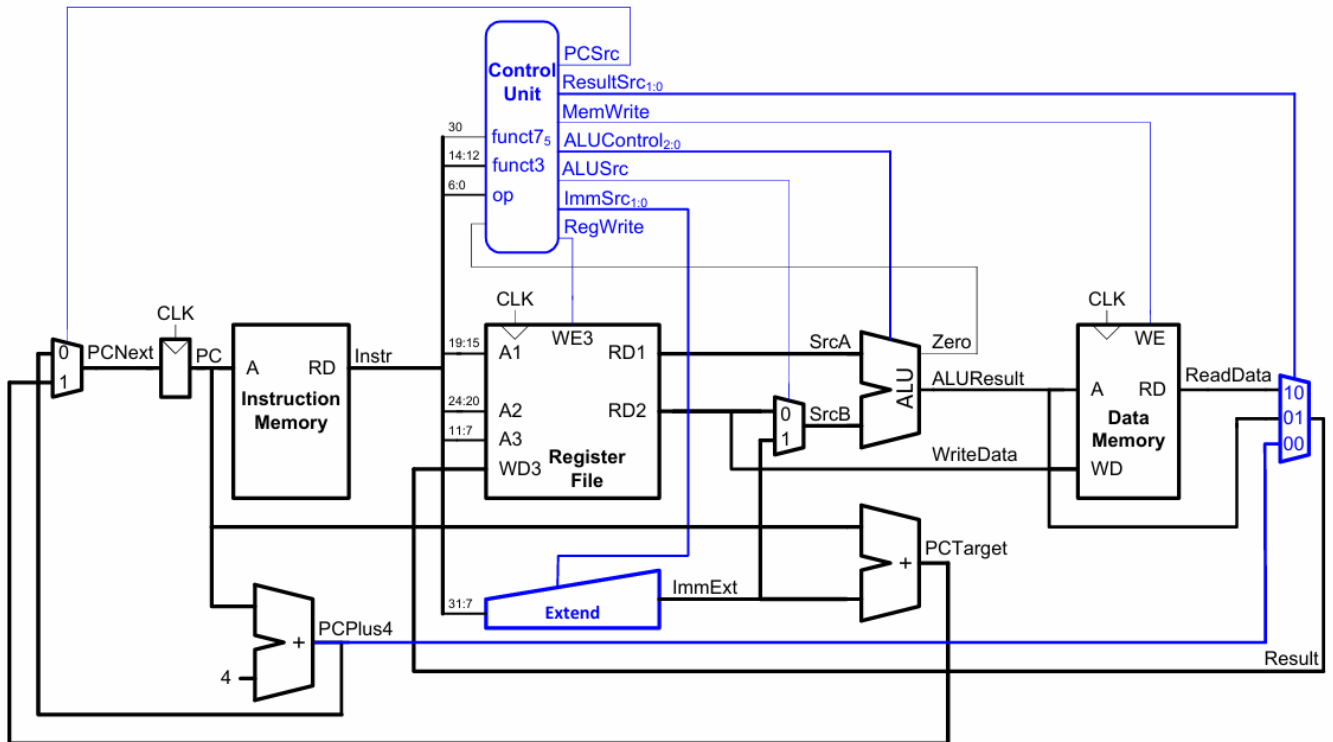 PCSrc
Control
Unit
ResultSrc1:0
MemWrite
30
funct75
ALUControl2:0
14:12
funct3
ALUSrc
6:0
op
ImmSrc1:0
RegWrite
CLK
CLK
CLK
0
1
PCNext
PC
A
RD
Instruction
Memory
Instr
19:15
A1
WE3
RD1
24:20
A2
RD2
11:7
A3
WD3
Register
File
SrcA
0
1
SrcB
ALU
Zero
ALUResult
WriteData
WE
A
RD
Data
Memory
WD
ReadData
10
01
00
+
PCTarget
31:7
Extend
ImmExt
+
PCPlus4
4
Result